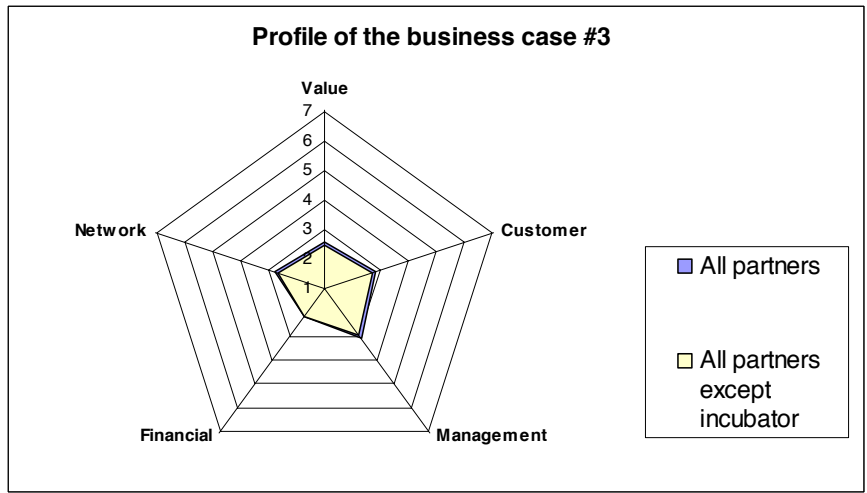 Profile of the business case #3
Value
7
6
5
4
3
2
1
Network
Customer
Financial
Management
All partners
All partners
except
incubator